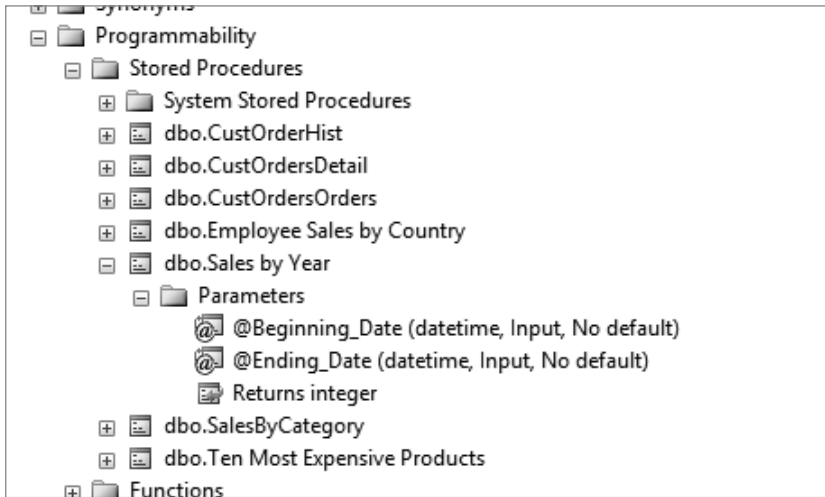 Synonyms
Programmability
Stored Procedures
System Stored Procedures
dbo.CustOrderHist
dbo.CustOrdersDetail
dbo.CustOrdersOrders
dbo.Employee Sales by Country
dbo.Sales by Year
Parameters
@Beginning_Date (datetime, Input, No default)
@Ending_Date (datetime, Input, No default)
Returns integer
dbo.SalesByCategory
dbo.Ten Most Expensive Products
Functions